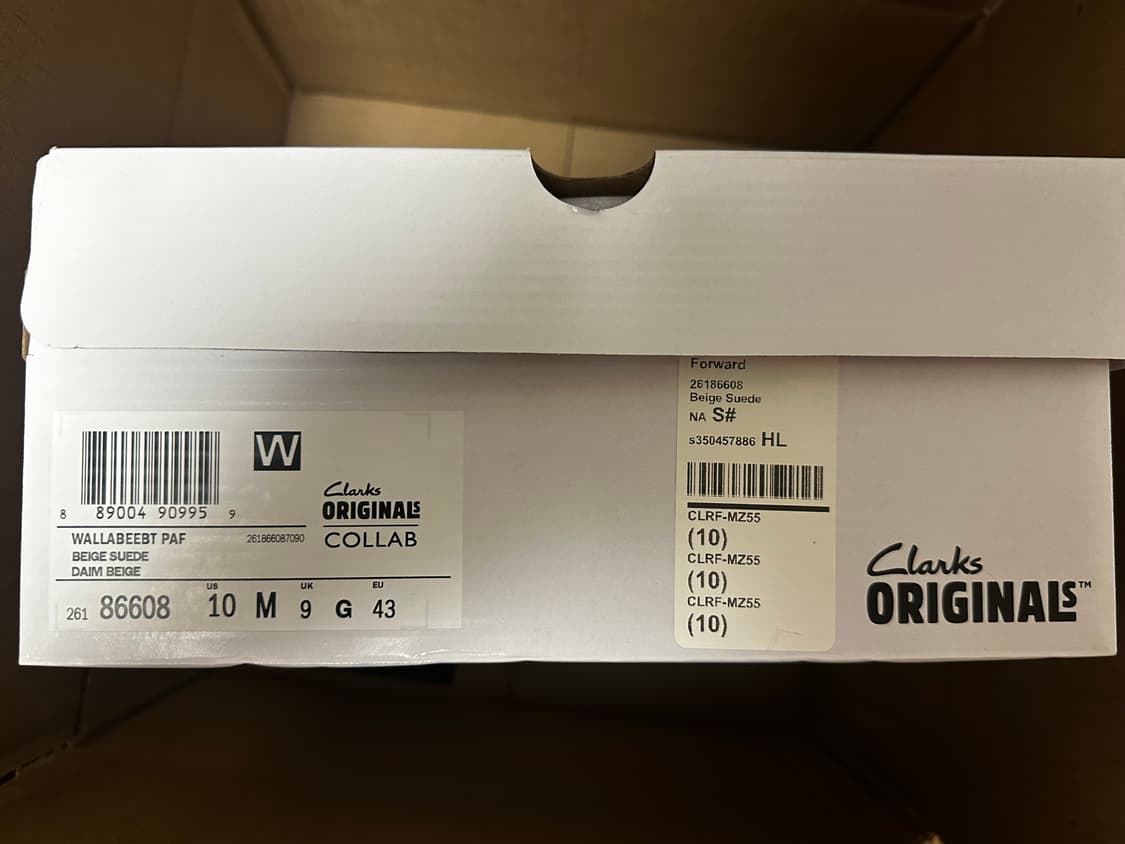 Forward
26186608
Beige Suede
NA S#
s350457886 HL
CLRF-MZ55
(10)
CLRF-MZ55
(10)
CLRF-MZ55
(10)
W
8 89004 90995 9
Clarks
ORIGINALS
COLLAB
WALLABEEBT PAF 261866087090
BEIGE SUEDE
DAIM BEIGE
US UK EU
261 86608 10 M 9 G 43
Clarks
ORIGINALS™